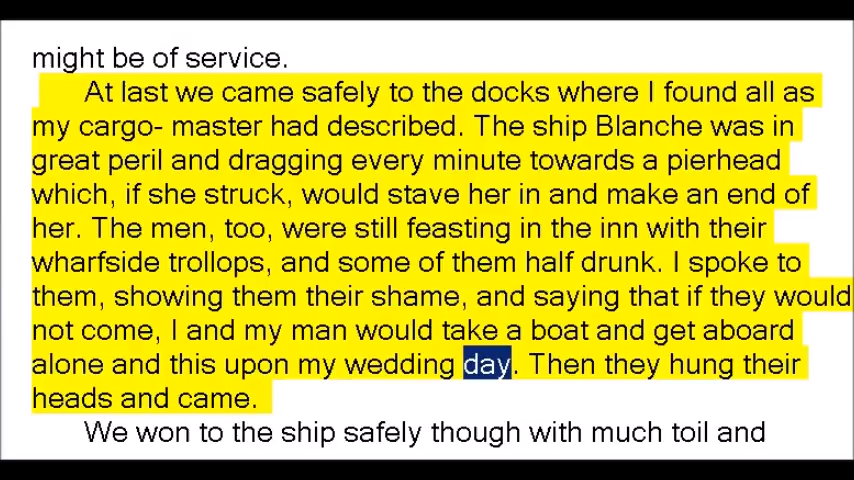 might be of service.
At last we came safely to the docks where I found all as
my cargo- master had described. The ship Blanche was in
great peril and dragging every minute towards a pierhead
which, if she struck, would stave her in and make an end of
her. The men, too, were still feasting in the inn with their
wharfside trollops, and some of them half drunk. I spoke to
them, showing them their shame, and saying that if they would
not come, I and my man would take a boat and get aboard
alone and this upon my wedding day. Then they hung their
heads and came.
We won to the ship safely though with much toil and